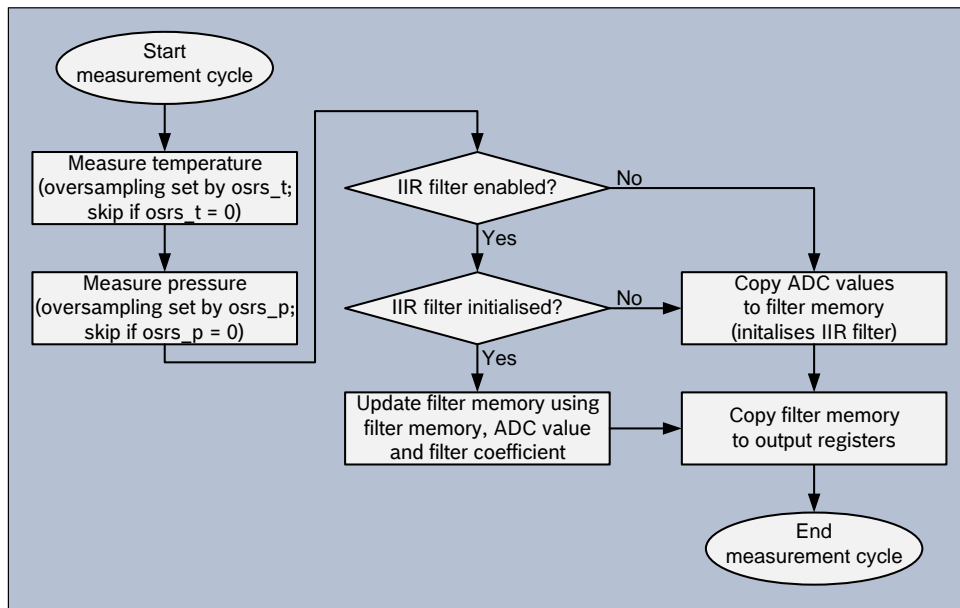 Start
measurement cycle
Measure temperature
(oversampling set by osrs_t;
skip if osrs_t = 0)
Measure pressure
(oversampling set by osrs_p;
skip if osrs_p = 0)
IIR filter enabled?
No
Yes
IIR filter initialised?
No
Yes
Copy ADC values
to filter memory
(initalises IIR filter)
Update filter memory using
filter memory, ADC value
and filter coefficient
Copy filter memory
to output registers
End
measurement cycle